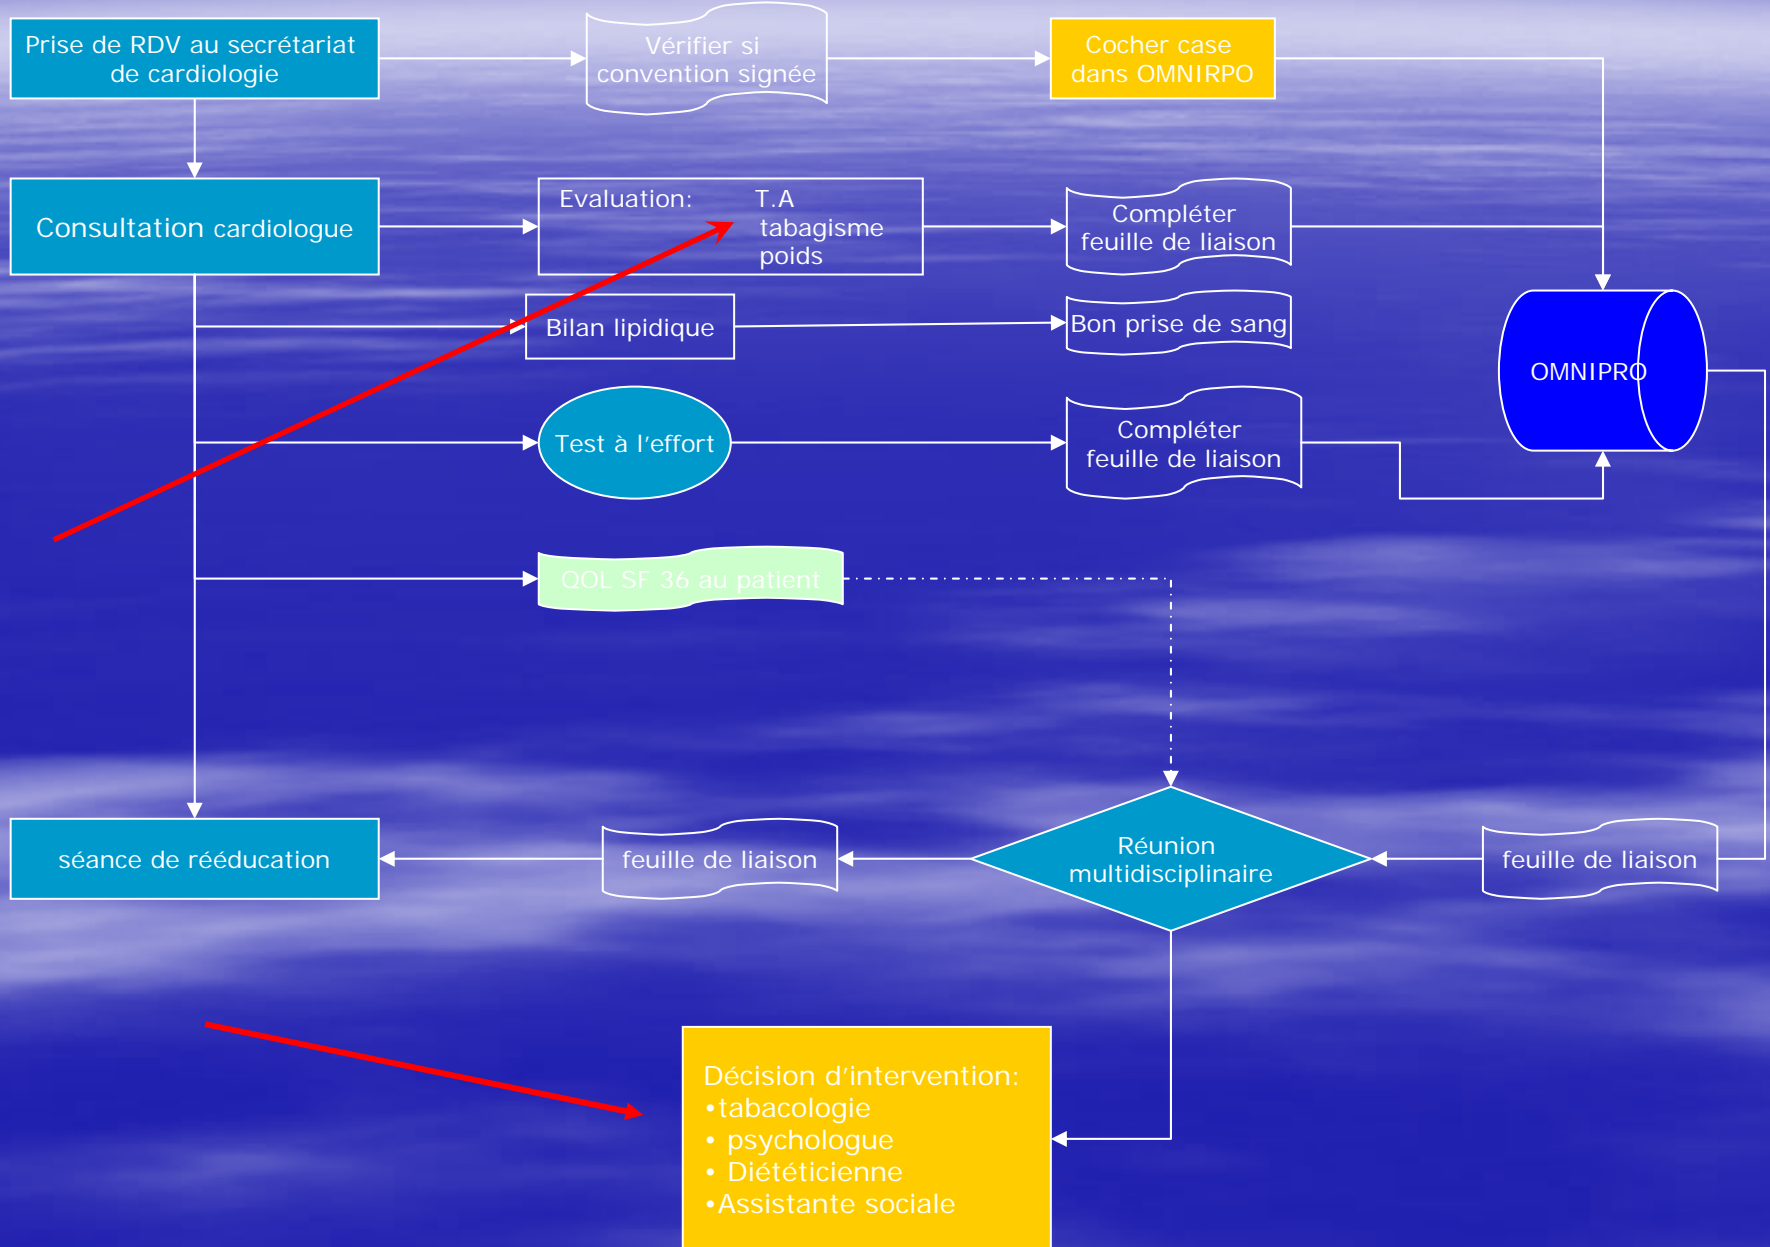 Prise de RDV au secrétariat
de cardiologie
Vérifier si
convention signée
Cocher case
dans OMNIRPO
Consultation cardiologue
Evaluation: T.A
tabagisme
poids
Compléter
feuille de liaison
Bilan lipidique
Bon prise de sang
OMNIPRO
Test à l'effort
Compléter
feuille de liaison
QOL SF 36 au patient
séance de rééducation
feuille de liaison
Réunion
multidisciplinaire
feuille de liaison
Décision d'intervention:
•tabacologie
• psychologue
• Diététicienne
•Assistante sociale